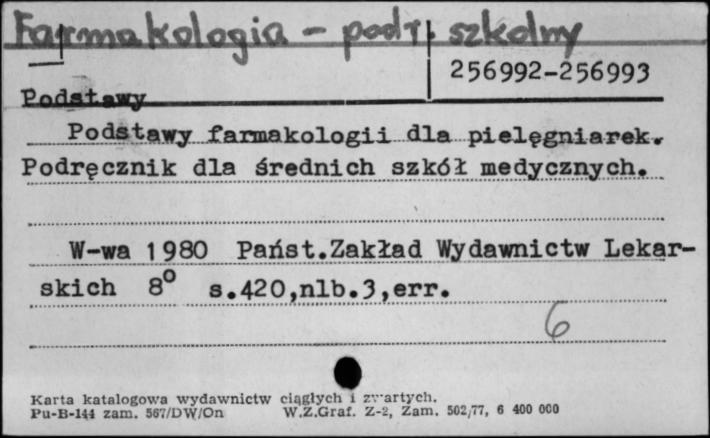 Farmakologia - podr. szkolny
256992-256993
Podstawy
Podstawy farmakologii dla pielęgniarek.
Podręcznik dla średnich szkół medycznych.
W-wa 1980 Państ.Zakład Wydawnictw Lekar-
skich 8° s.420,nlb.3,err.
6
Karta katalogowa wydawnictw ciągłych i zwartych.
Pu-B-144 zam. 567/DW/On W.Z.Graf. Z-2, Zam. 502/77, 6 400 000